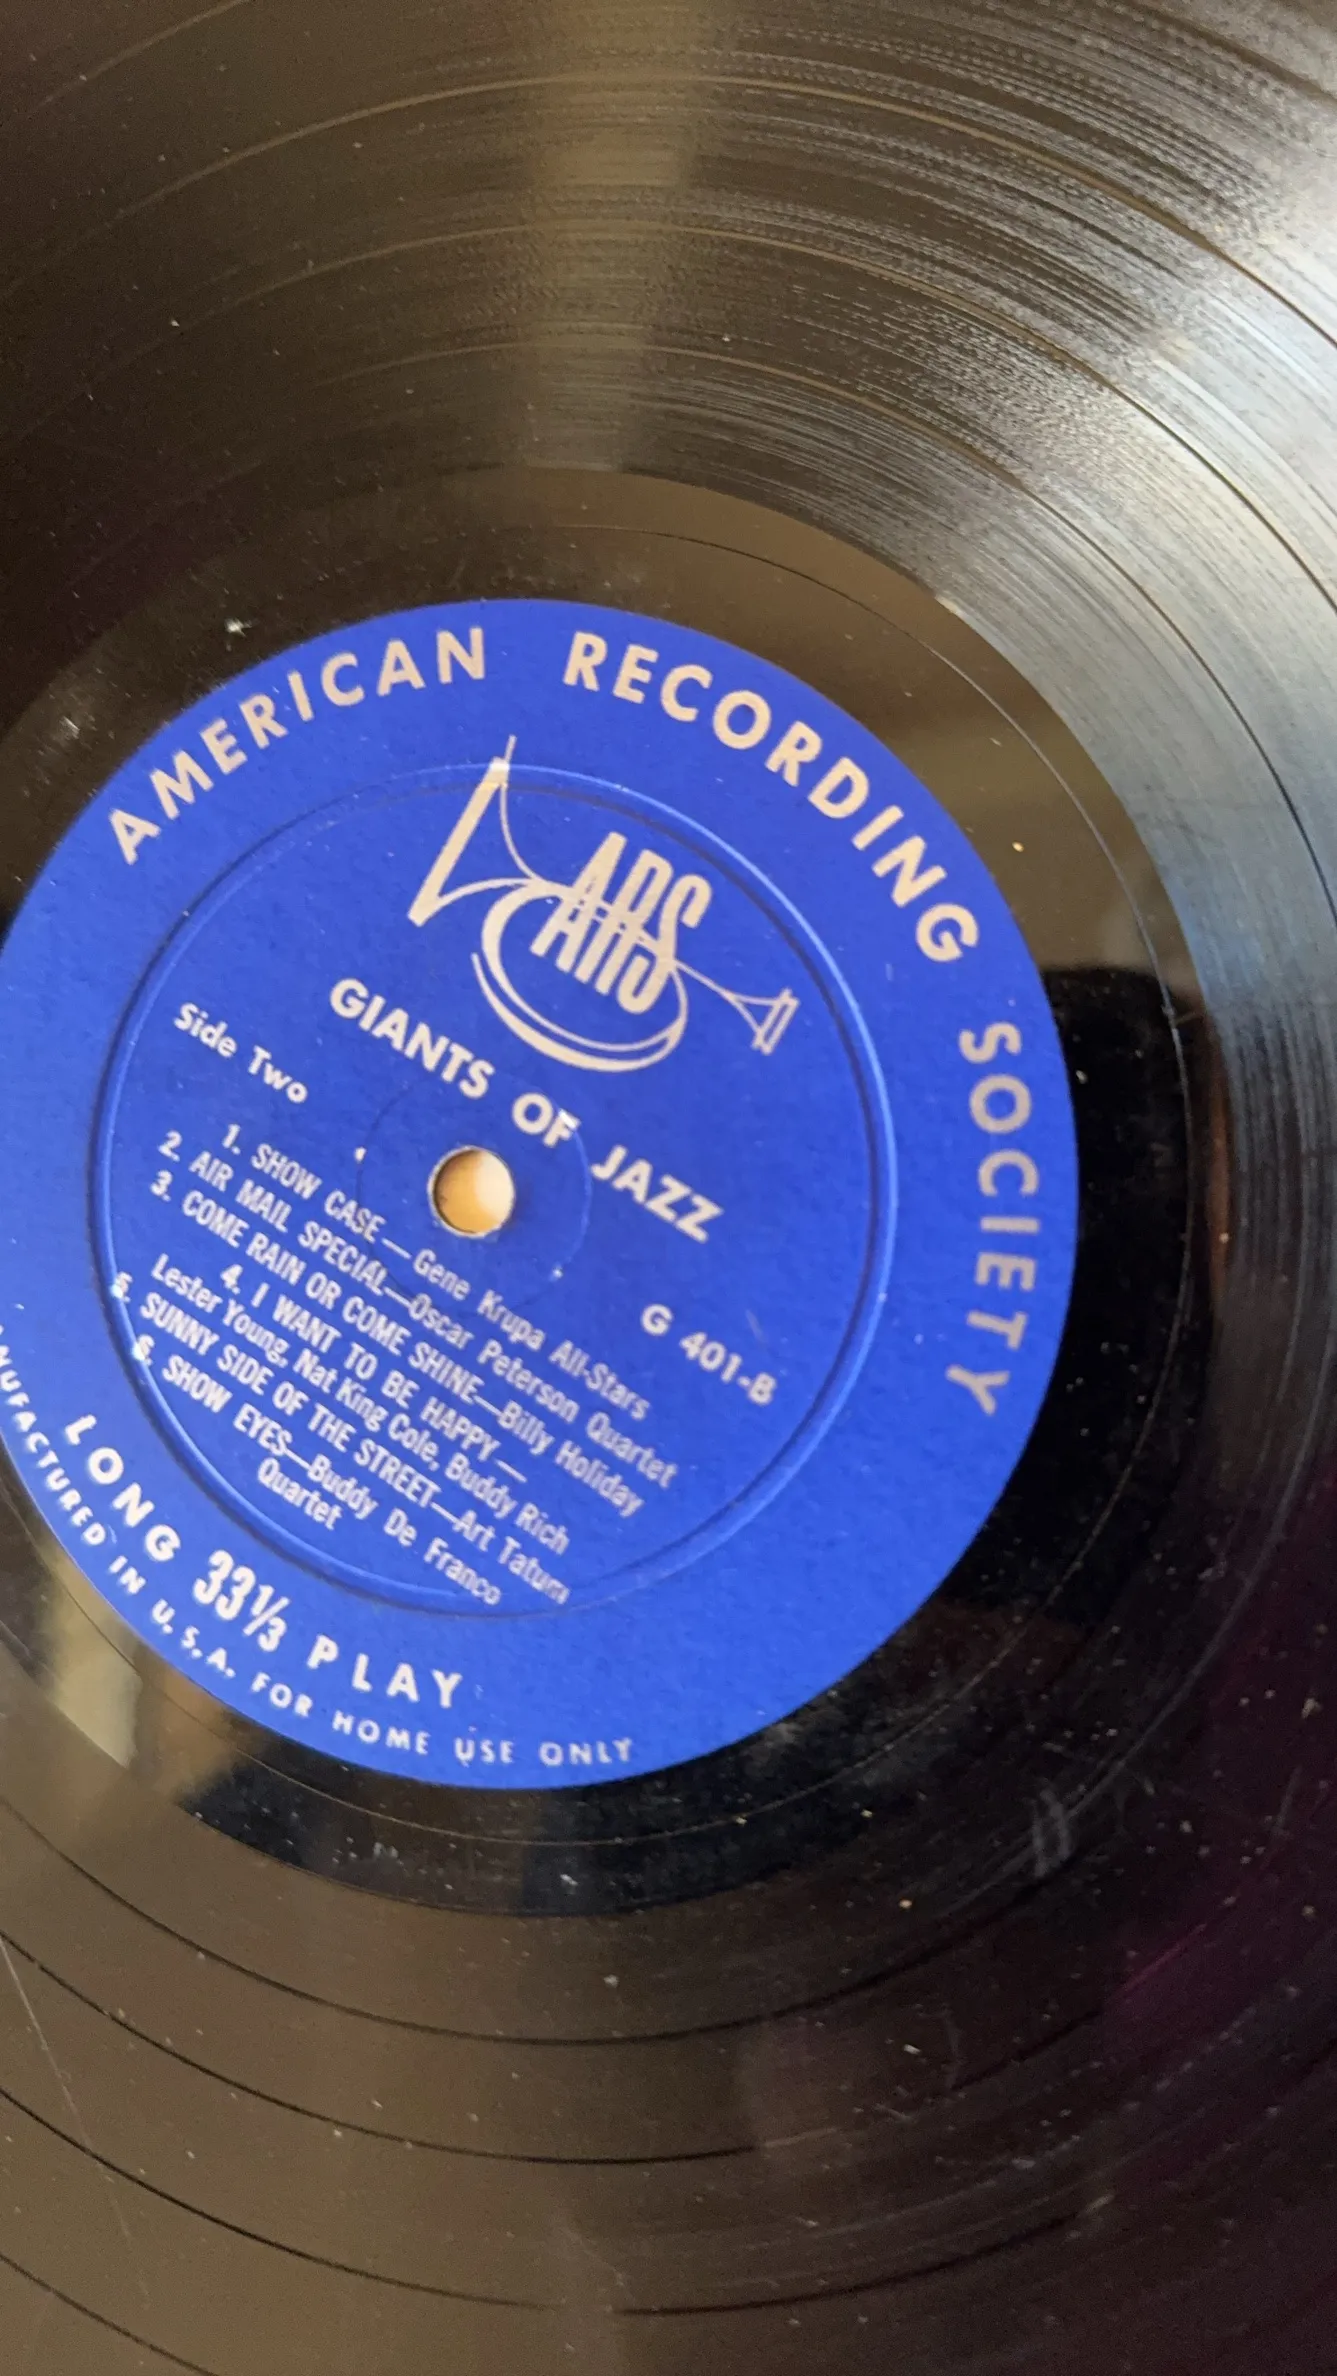 AMERICAN RECORDING SOCIETY
ARS
GIANTS OF JAZZ
Side Two
G 401-B
1. SHOW CASE—Gene Krupa All-Stars
2. AIR MAIL SPECIAL—Oscar Peterson Quartet
3. COME RAIN OR COME SHINE—Billy Holiday
4. I WANT TO BE HAPPY—
Lester Young, Nat King Cole, Buddy Rich
5. SUNNY SIDE OF THE STREET—Art Tatum
6. SHOW EYES—Buddy De Franco
Quartet
LONG 33⅓ PLAY
NUFACTURED IN U.S.A. FOR HOME USE ONLY